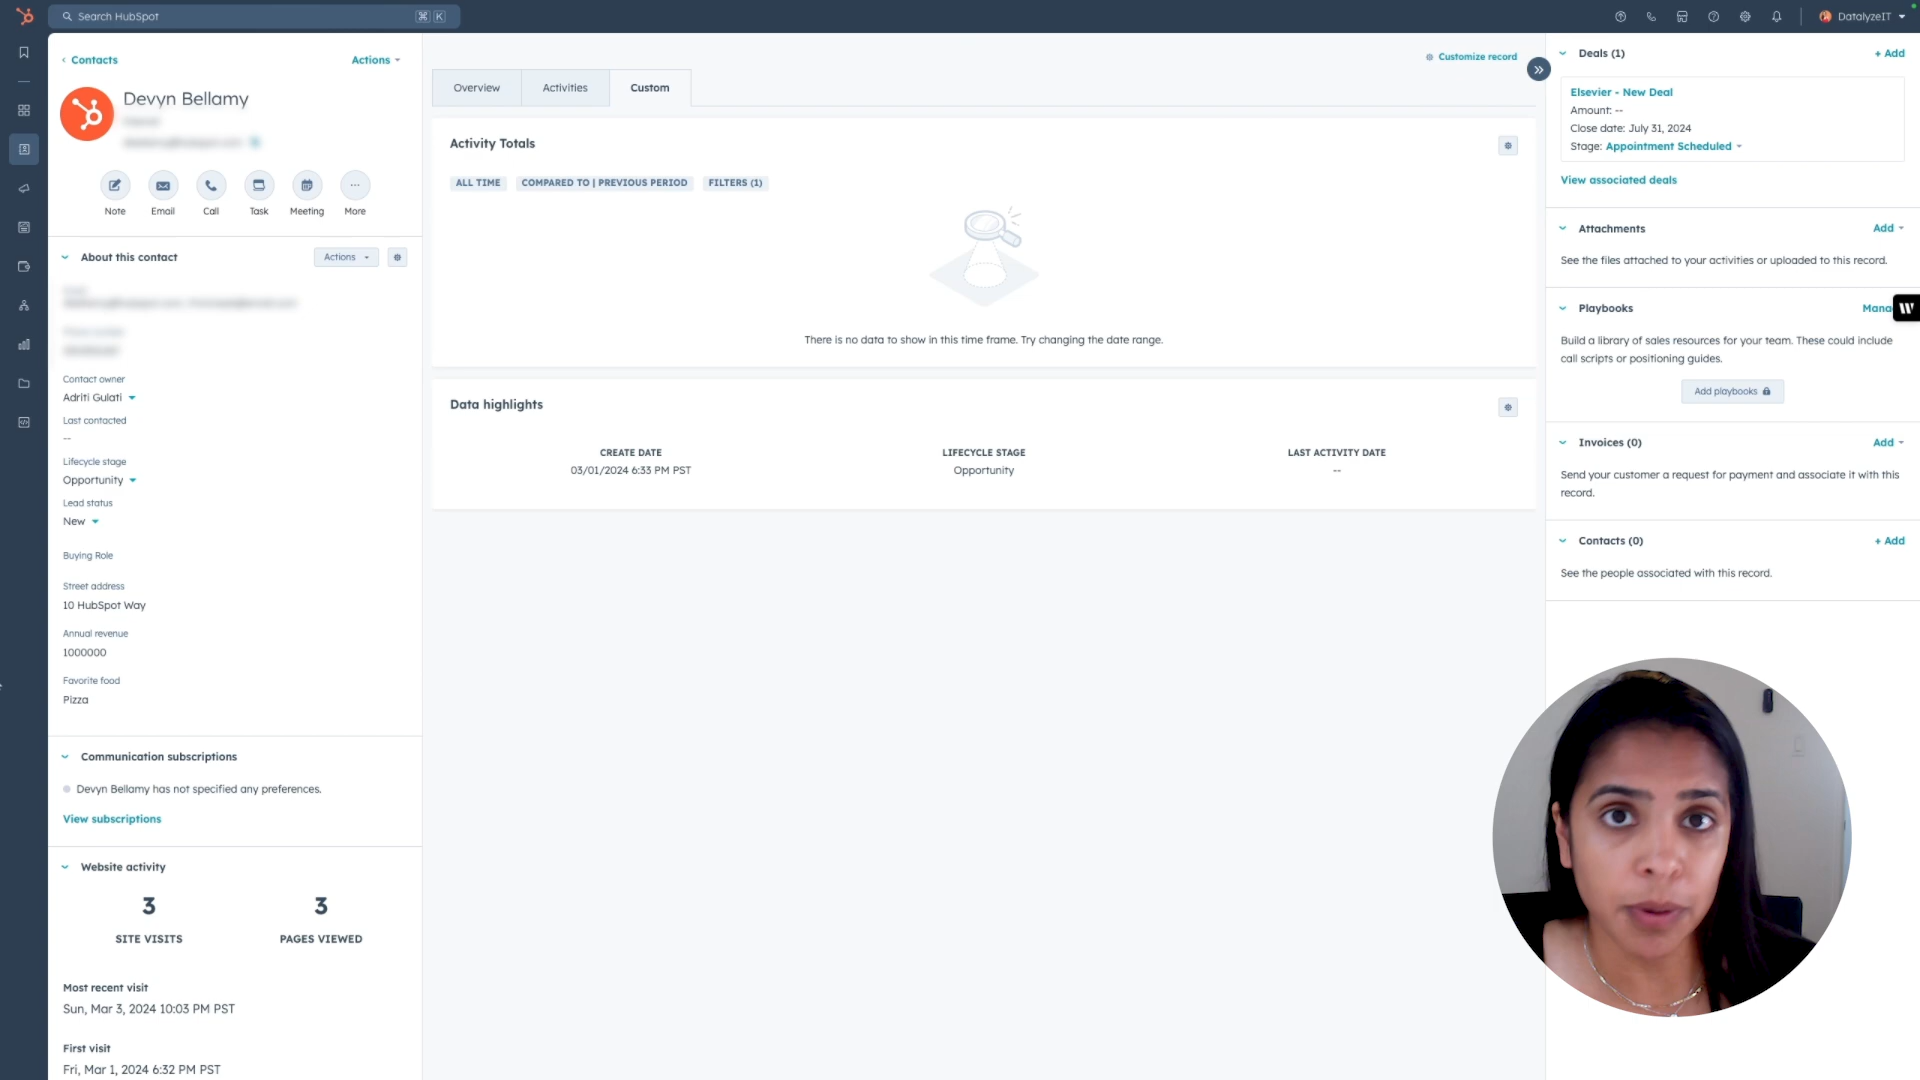 Search HubSpot
⌘ K
DatalyzeIT
Contacts
Actions
Devyn Bellamy
Note
Email
Call
Task
Meeting
More
About this contact
Actions
Contact owner
Adriti Gulati
Last contacted
--
Lifecycle stage
Opportunity
Lead status
New
Buying Role
Street address
10 HubSpot Way
Annual revenue
1000000
Favorite food
Pizza
Communication subscriptions
Devyn Bellamy has not specified any preferences.
View subscriptions
Website activity
3
3
SITE VISITS
PAGES VIEWED
Most recent visit
Sun, Mar 3, 2024 10:03 PM PST
First visit
Fri, Mar 1, 2024 6:32 PM PST
Customize record
Overview
Activities
Custom
Activity Totals
ALL TIME
COMPARED TO | PREVIOUS PERIOD
FILTERS (1)
There is no data to show in this time frame. Try changing the date range.
Data highlights
CREATE DATE
03/01/2024 6:33 PM PST
LIFECYCLE STAGE
Opportunity
LAST ACTIVITY DATE
--
Deals (1)
+ Add
Elsevier - New Deal
Amount: --
Close date: July 31, 2024
Stage: Appointment Scheduled
View associated deals
Attachments
Add
See the files attached to your activities or uploaded to this record.
Playbooks
Mana
Build a library of sales resources for your team. These could include
call scripts or positioning guides.
Add playbooks
Invoices (0)
Add
Send your customer a request for payment and associate it with this
record.
Contacts (0)
+ Add
See the people associated with this record.